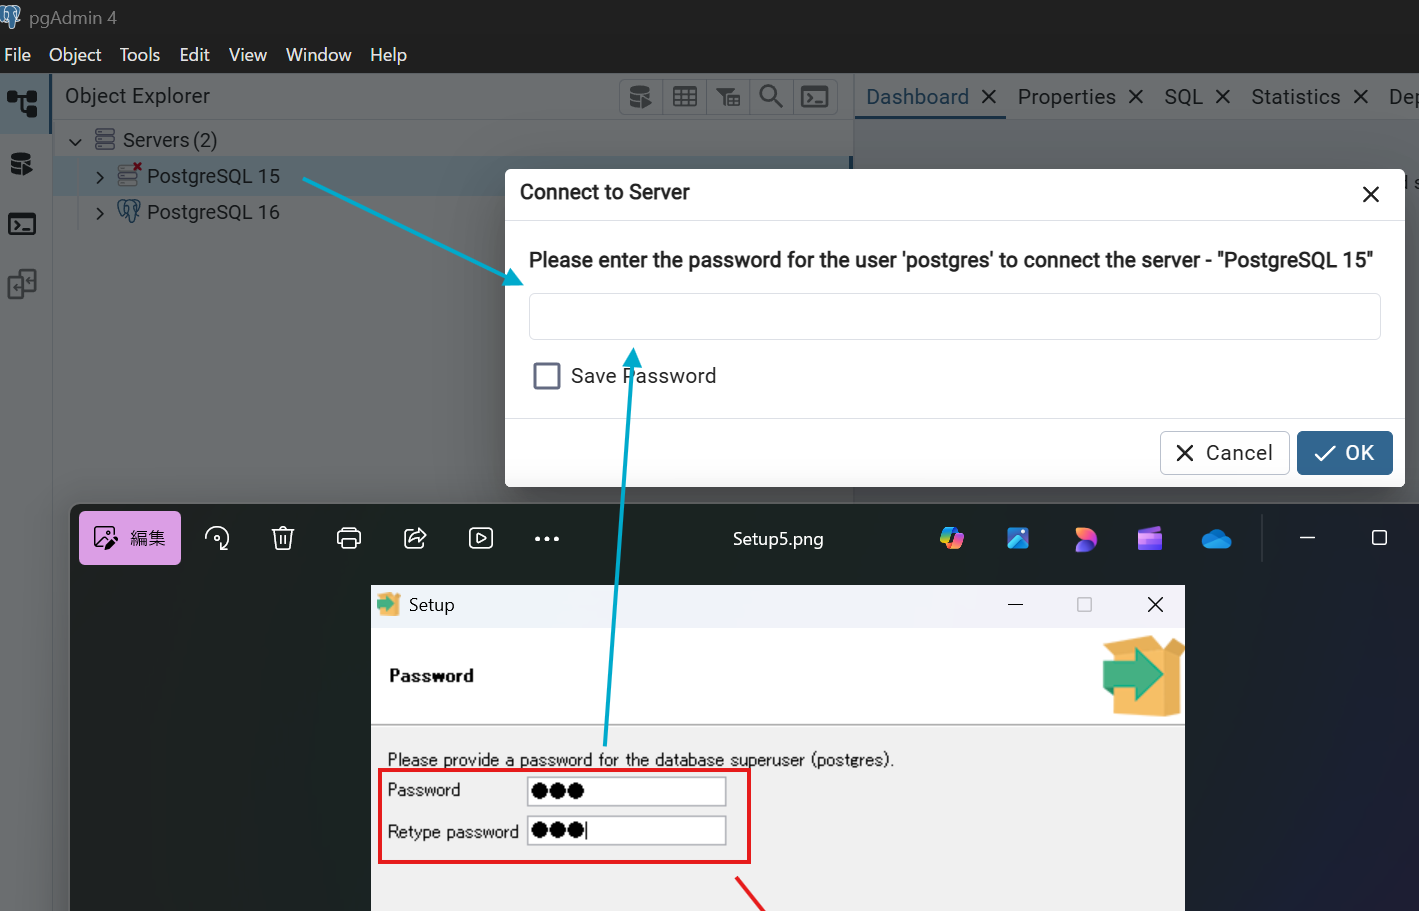 pgAdmin 4
File Object Tools Edit View Window Help
Object Explorer
Dashboard Properties SQL Statistics
Servers (2)
PostgreSQL 15
PostgreSQL 16
Connect to Server
Please enter the password for the user 'postgres' to connect the server - "PostgreSQL 15"
Save Password
Cancel
OK
編集
Setup5.png
Setup
Password
Please provide a password for the database superuser (postgres).
Password
Retype password